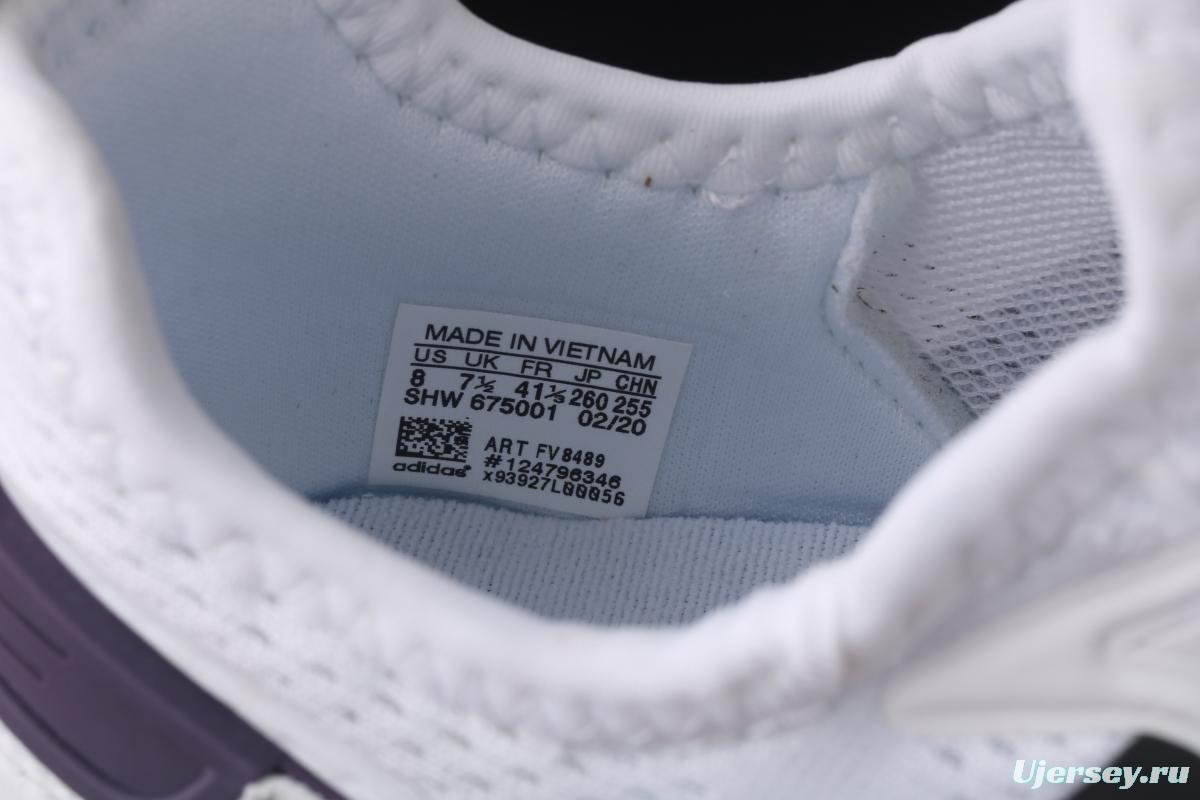 MADE IN VIETNAM
US UK FR JP CHN
8 7½ 41⅓ 260 255
SHW 675001 02/20
ART FV8489
#124796346
x93927L00056
adidas
Ujersey.ru